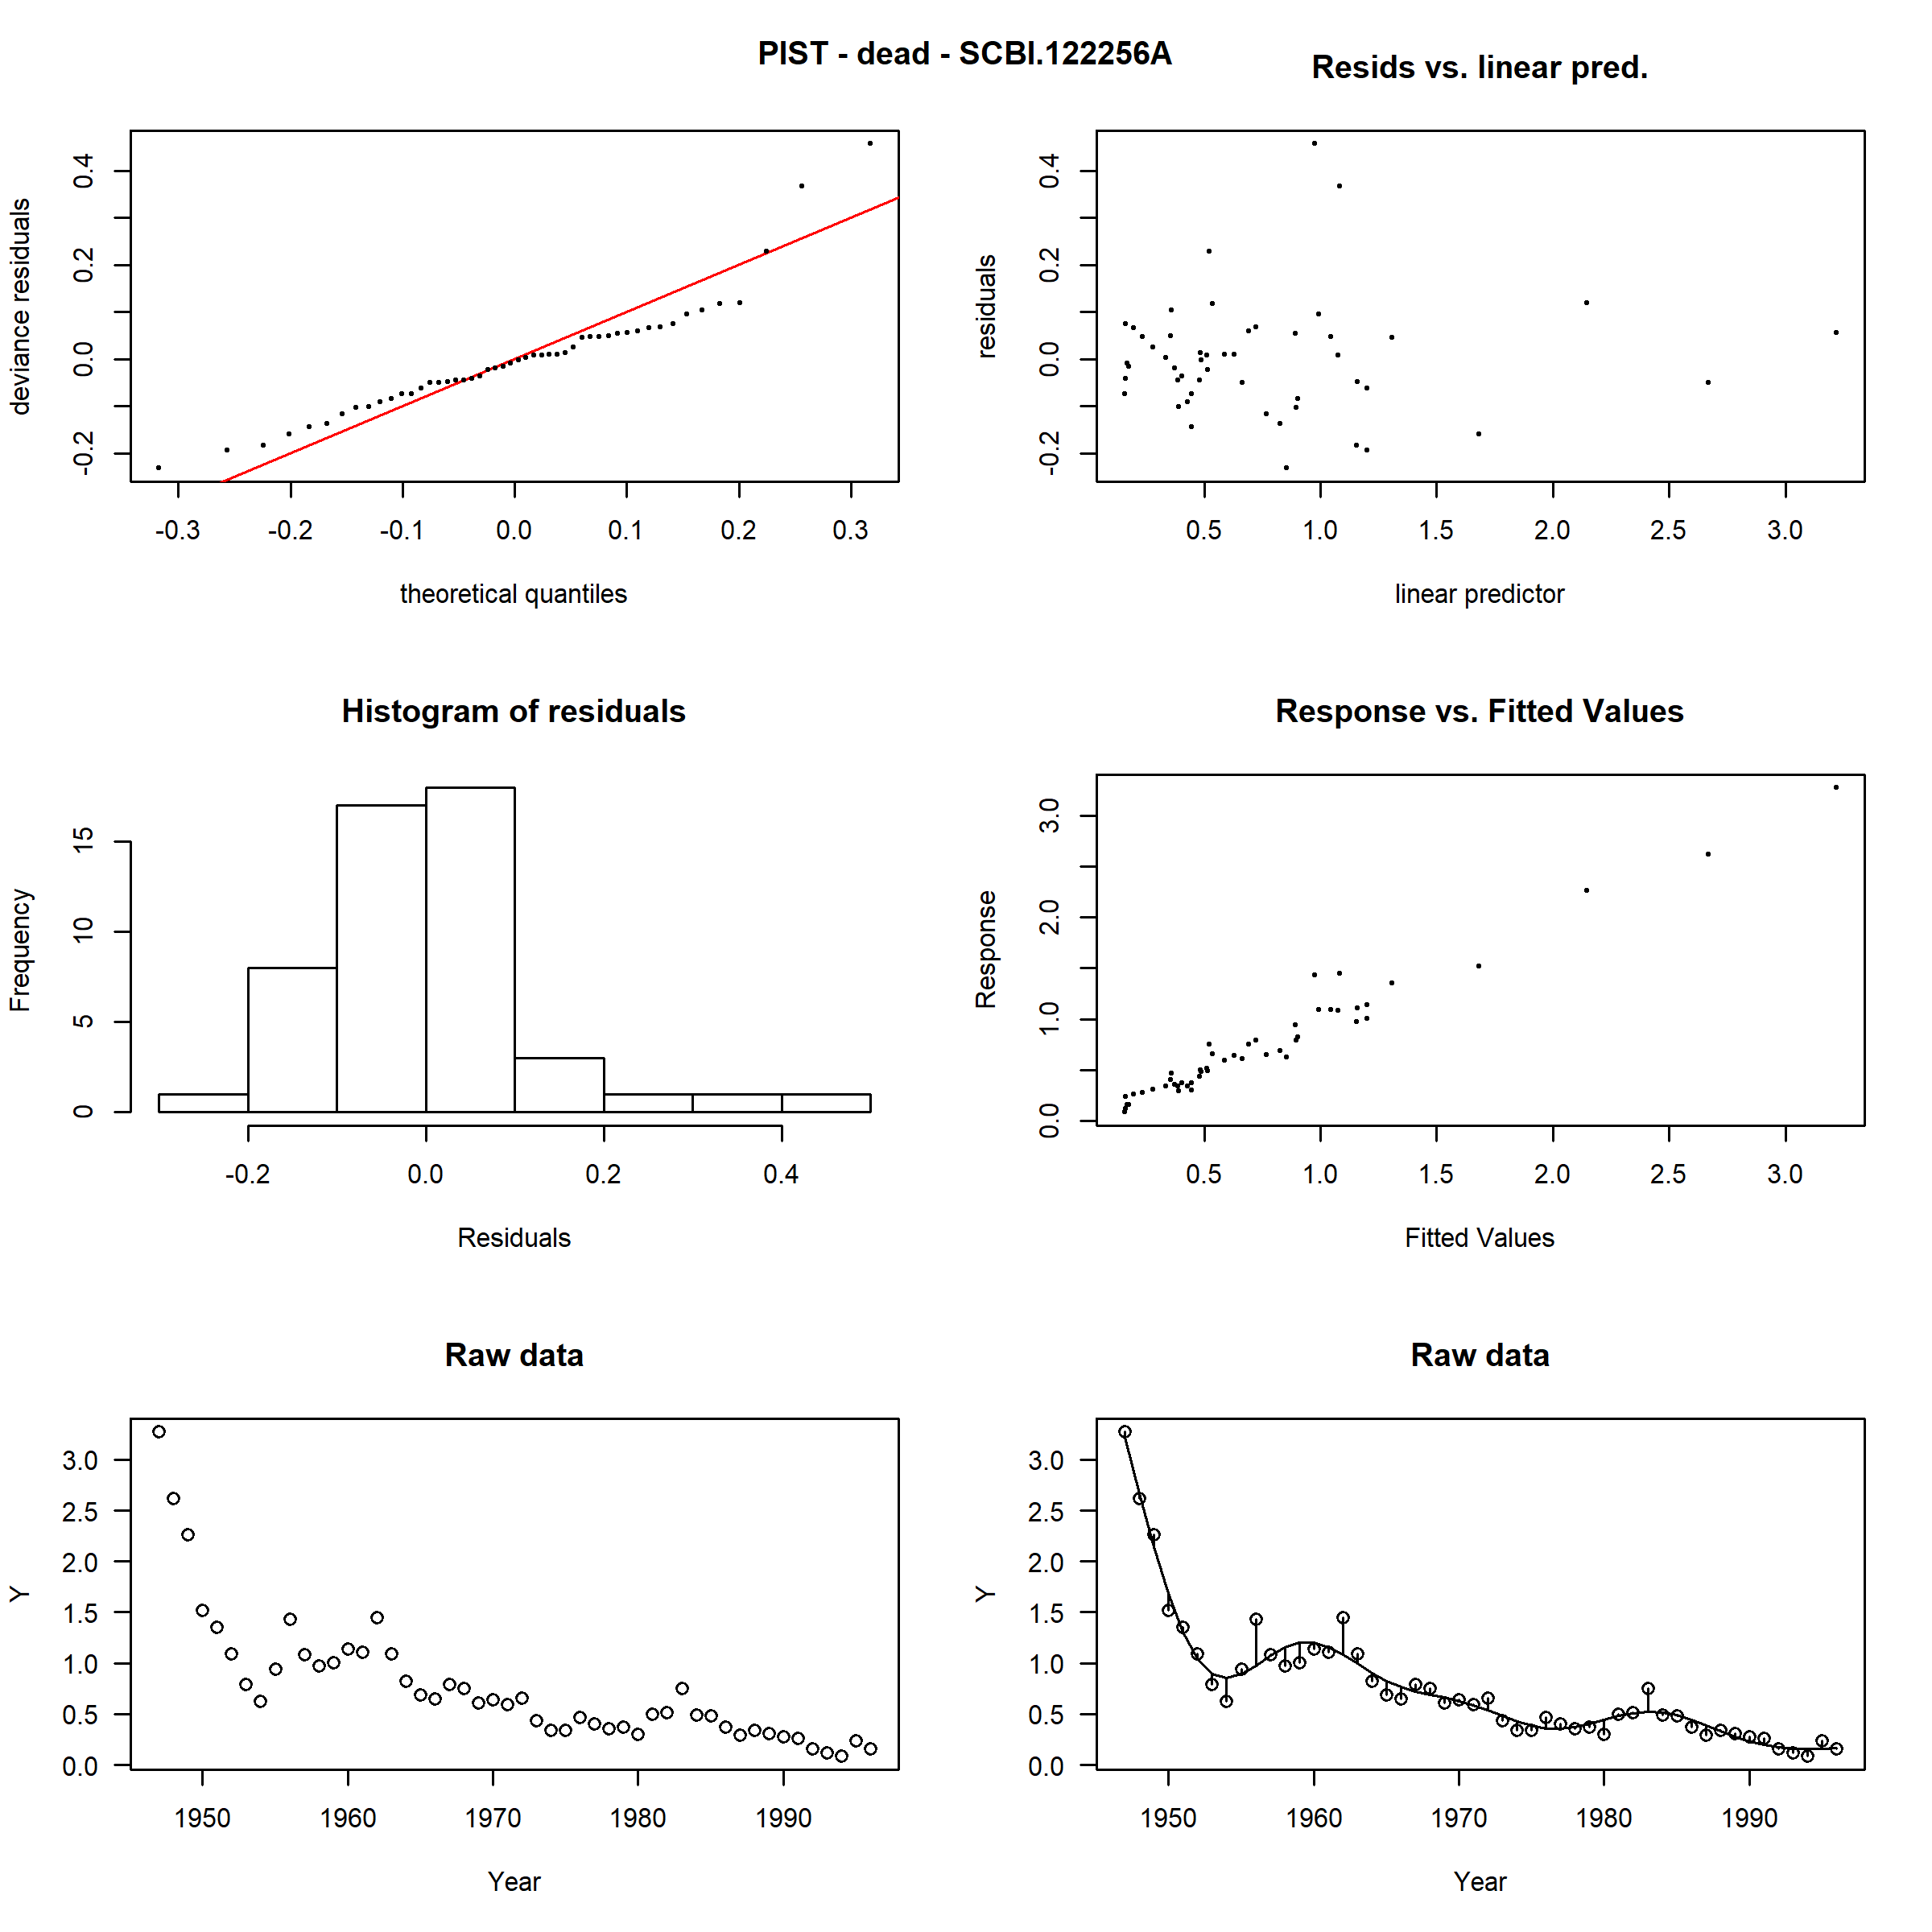 PIST - dead - SCBI.122256A
Resids vs. linear pred.
deviance residuals
-0.2 0.0 0.2 0.4
-0.3 -0.2 -0.1 0.0 0.1 0.2 0.3
theoretical quantiles
residuals
-0.2 0.0 0.2 0.4
0.5 1.0 1.5 2.0 2.5 3.0
linear predictor
Histogram of residuals
Frequency
0 5 10 15
-0.2 0.0 0.2 0.4
Residuals
Response vs. Fitted Values
Response
0.0 1.0 2.0 3.0
0.5 1.0 1.5 2.0 2.5 3.0
Fitted Values
Raw data
Y
3.0
2.5
2.0
1.5
1.0
0.5
0.0
1950 1960 1970 1980 1990
Year
Raw data
Y
3.0
2.5
2.0
1.5
1.0
0.5
0.0
1950 1960 1970 1980 1990
Year